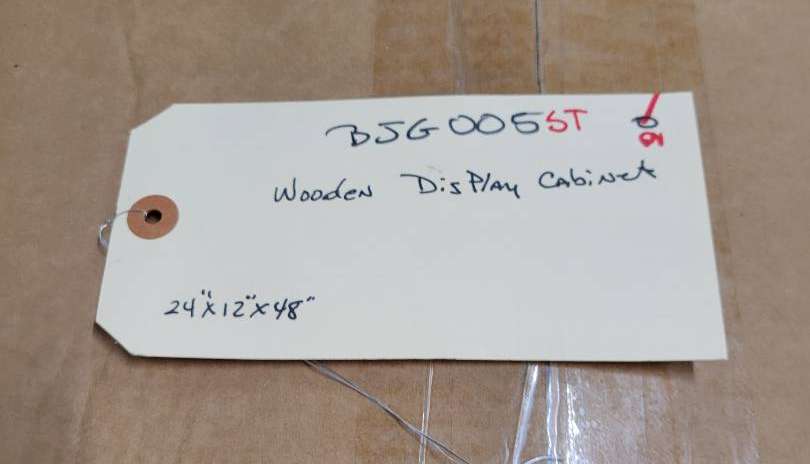 BJG005ST
Wooden Display Cabinet
24"x12"x48"